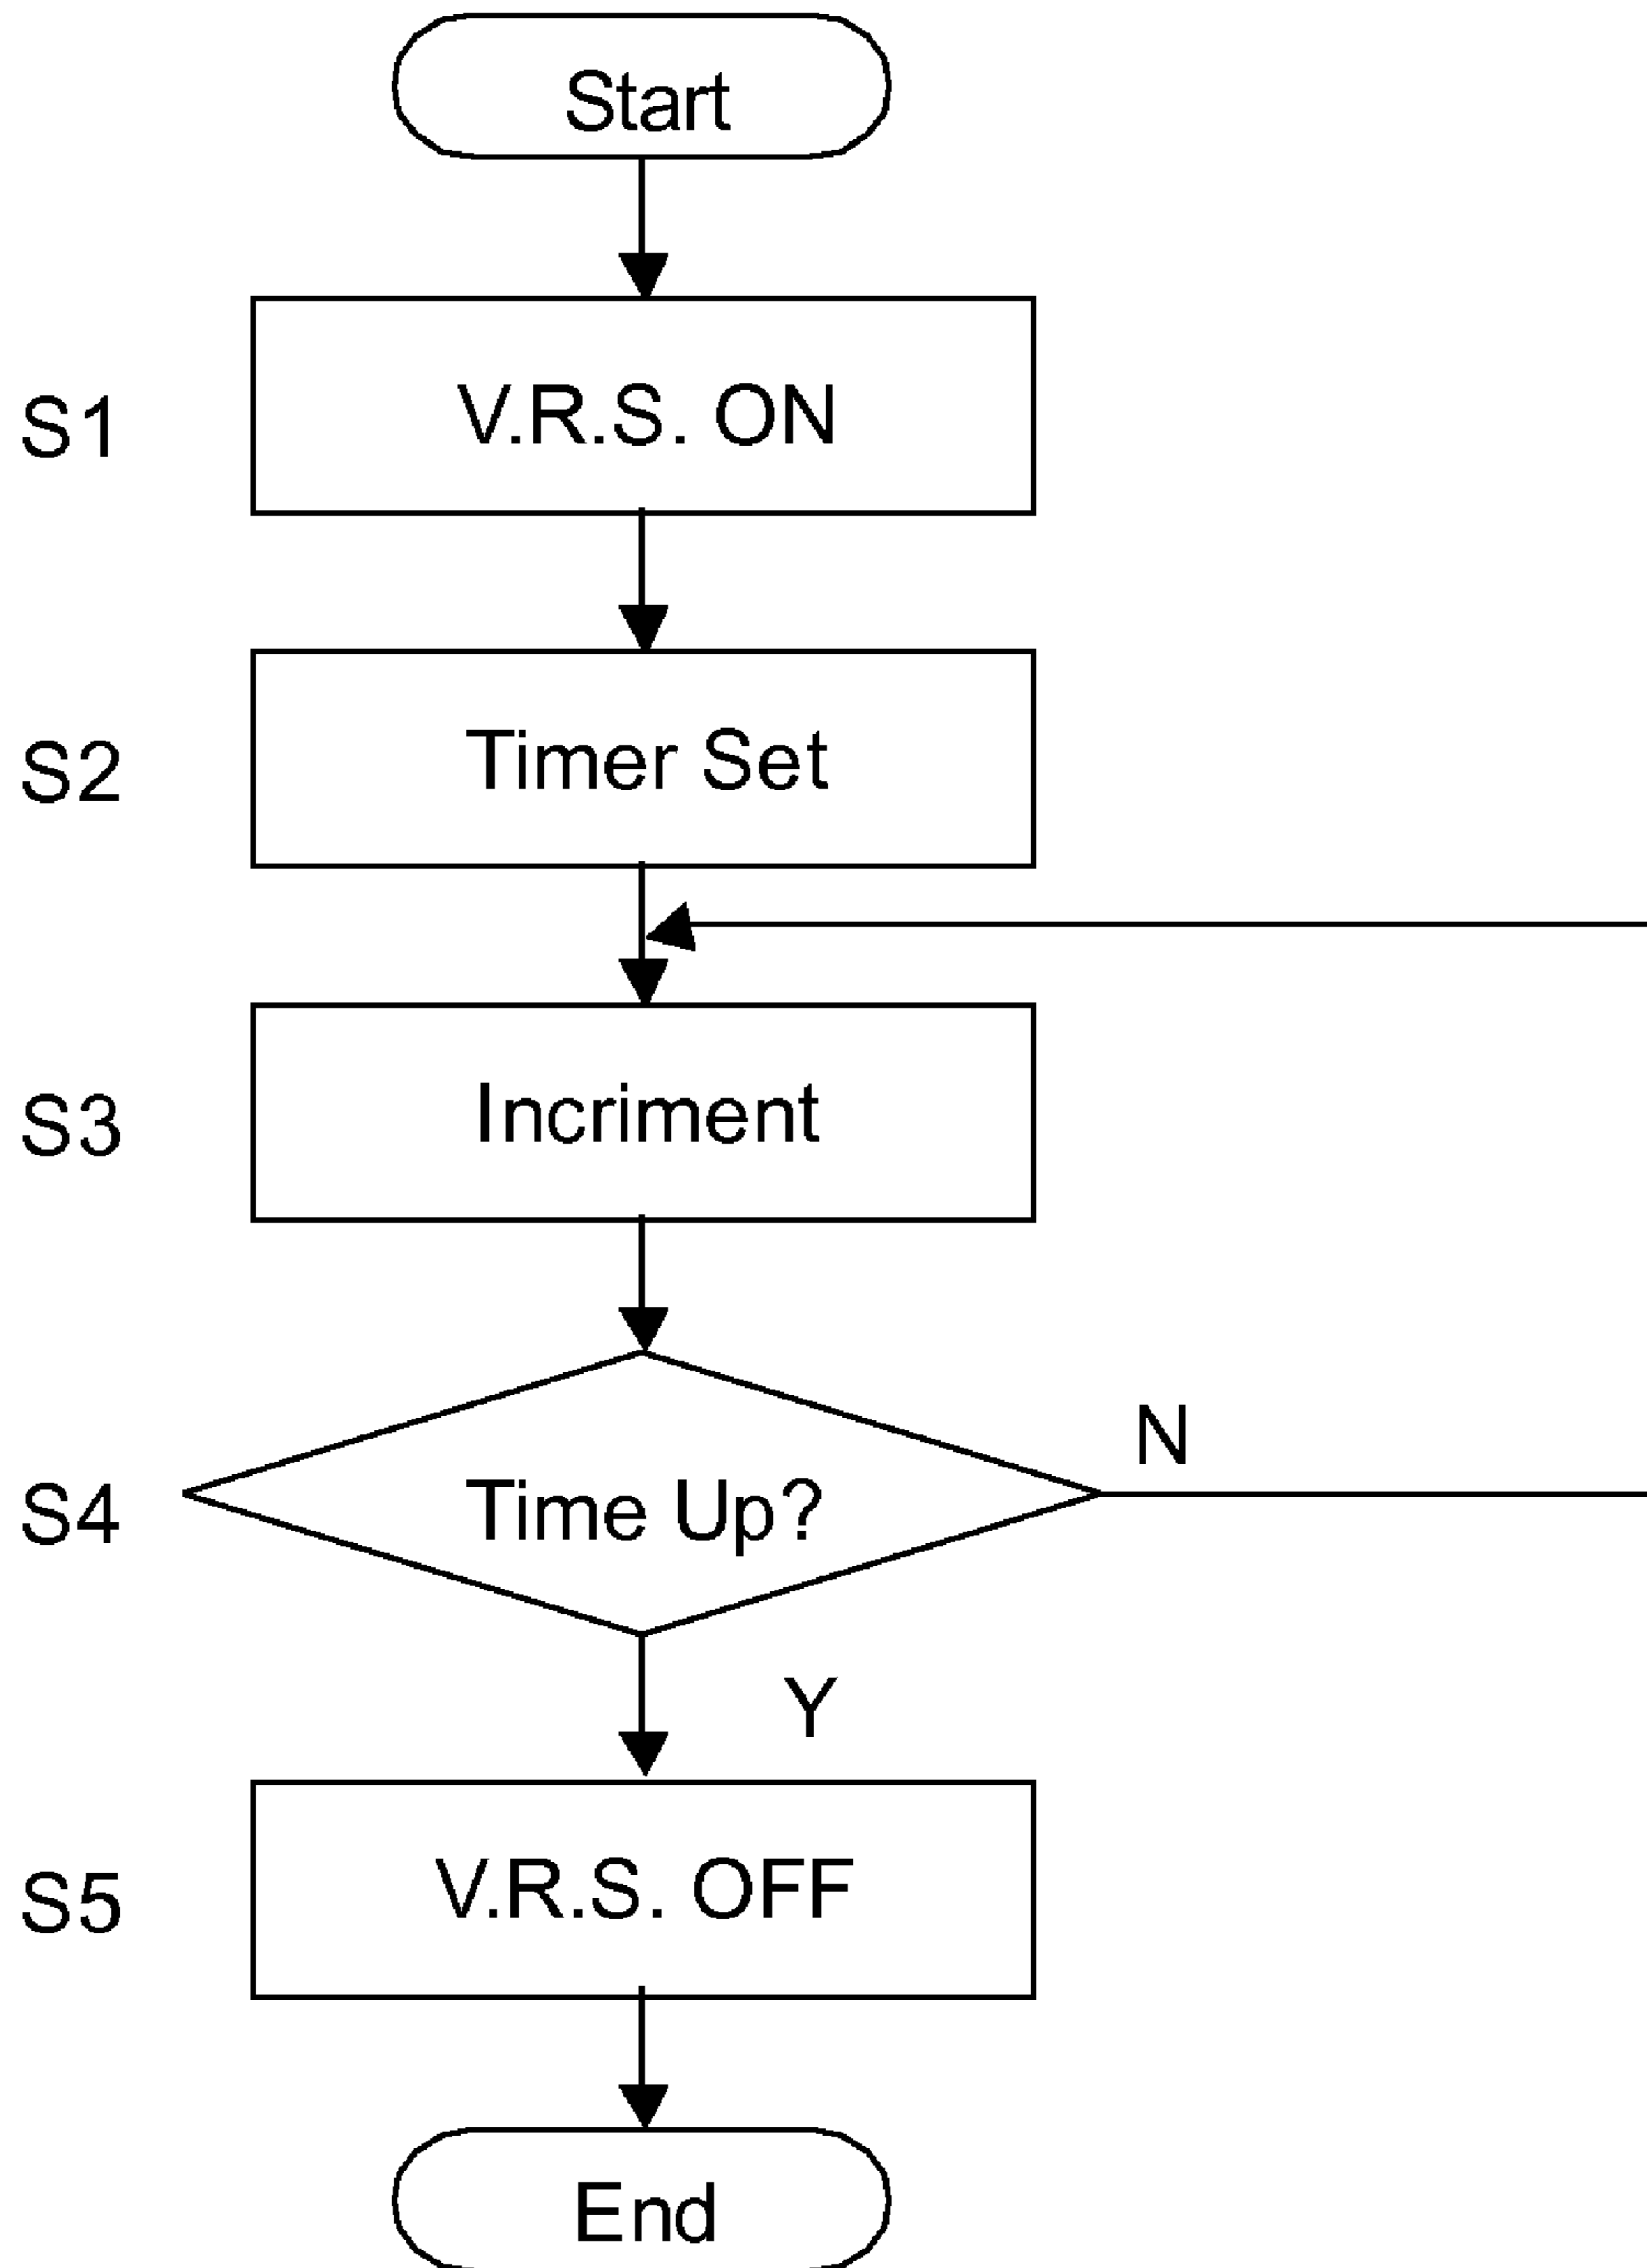 Start
S1
V.R.S. ON
S2
Timer Set
S3
Incriment
S4
Time Up?
N
Y
S5
V.R.S. OFF
End